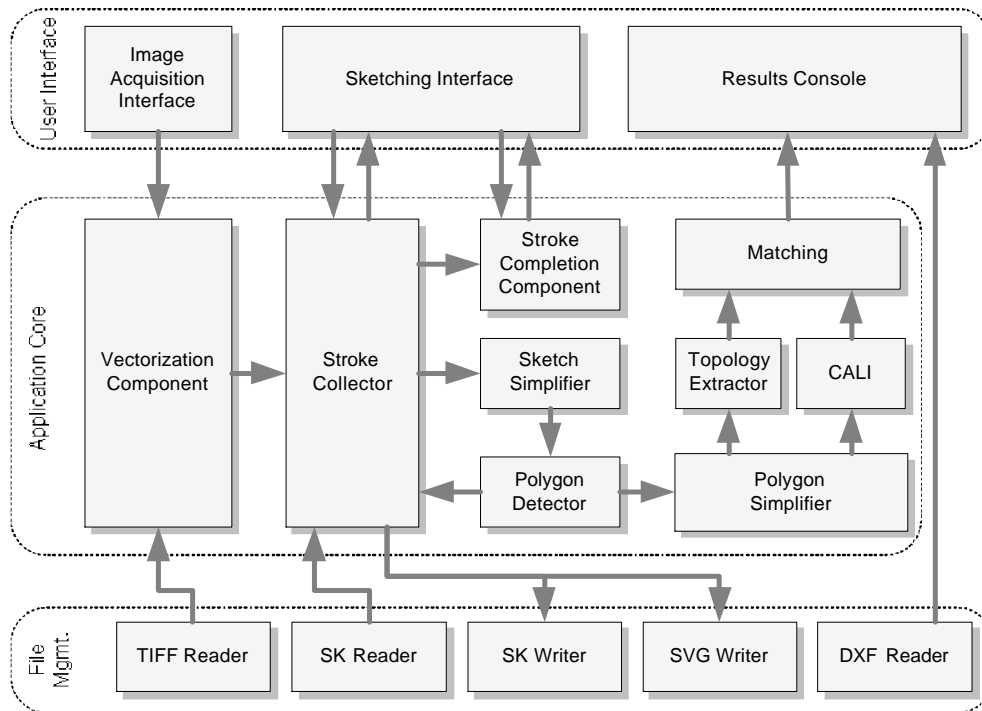 User Interface
Image
Acquisition
Interface
Sketching Interface
Results Console
Application Core
Vectorization
Component
Stroke
Collector
Stroke
Completion
Component
Matching
Sketch
Simplifier
Topology
Extractor
CALI
Polygon
Detector
Polygon
Simplifier
File
Mgmt.
TIFF Reader
SK Reader
SK Writer
SVG Writer
DXF Reader